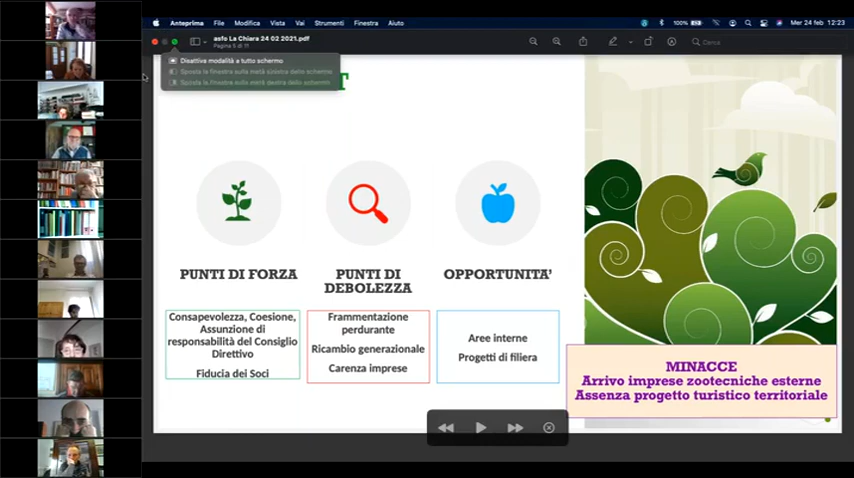 Anteprima File Modifica Vista Vai Strumenti Finestra Aiuto
100%
Mer 24 feb 12:23
asfo La Chiara 24 02 2021.pdf
Pagina 5 di 11
Cerca
Disattiva modalità a tutto schermo
Sposta la finestra sulla metà sinistra dello schermo
Sposta la finestra sulla metà destra dello schermo
T
PUNTI DI FORZA
PUNTI DI
DEBOLEZZA
OPPORTUNITA'
Consapevolezza, Coesione,
Assunzione di
responsabilità del Consiglio
Direttivo
Fiducia dei Soci
Frammentazione
perdurante
Ricambio generazionale
Carenza imprese
Aree interne
Progetti di filiera
MINACCE
Arrivo imprese zootecniche esterne
Assenza progetto turistico territoriale